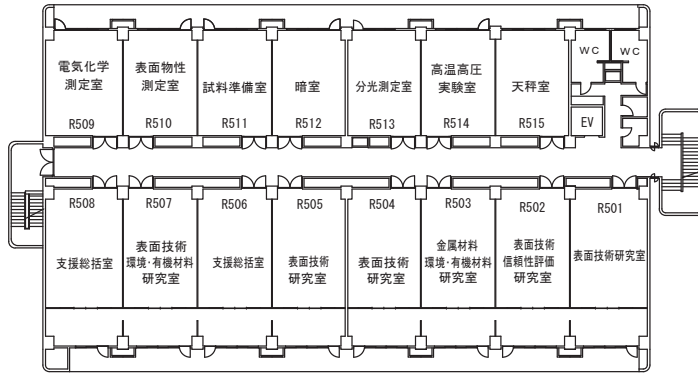 電気化学
測定室
R509
表面物性
測定室
R510
試料準備室
R511
暗室
R512
分光測定室
R513
高温高圧
実験室
R514
天秤室
R515
WC
WC
EV
R508
支援総括室
R507
表面技術
環境・有機材料
研究室
R506
支援総括室
R505
表面技術
研究室
R504
表面技術
研究室
R503
金属材料
環境・有機材料
研究室
R502
表面技術
信頼性評価
研究室
R501
表面技術研究室